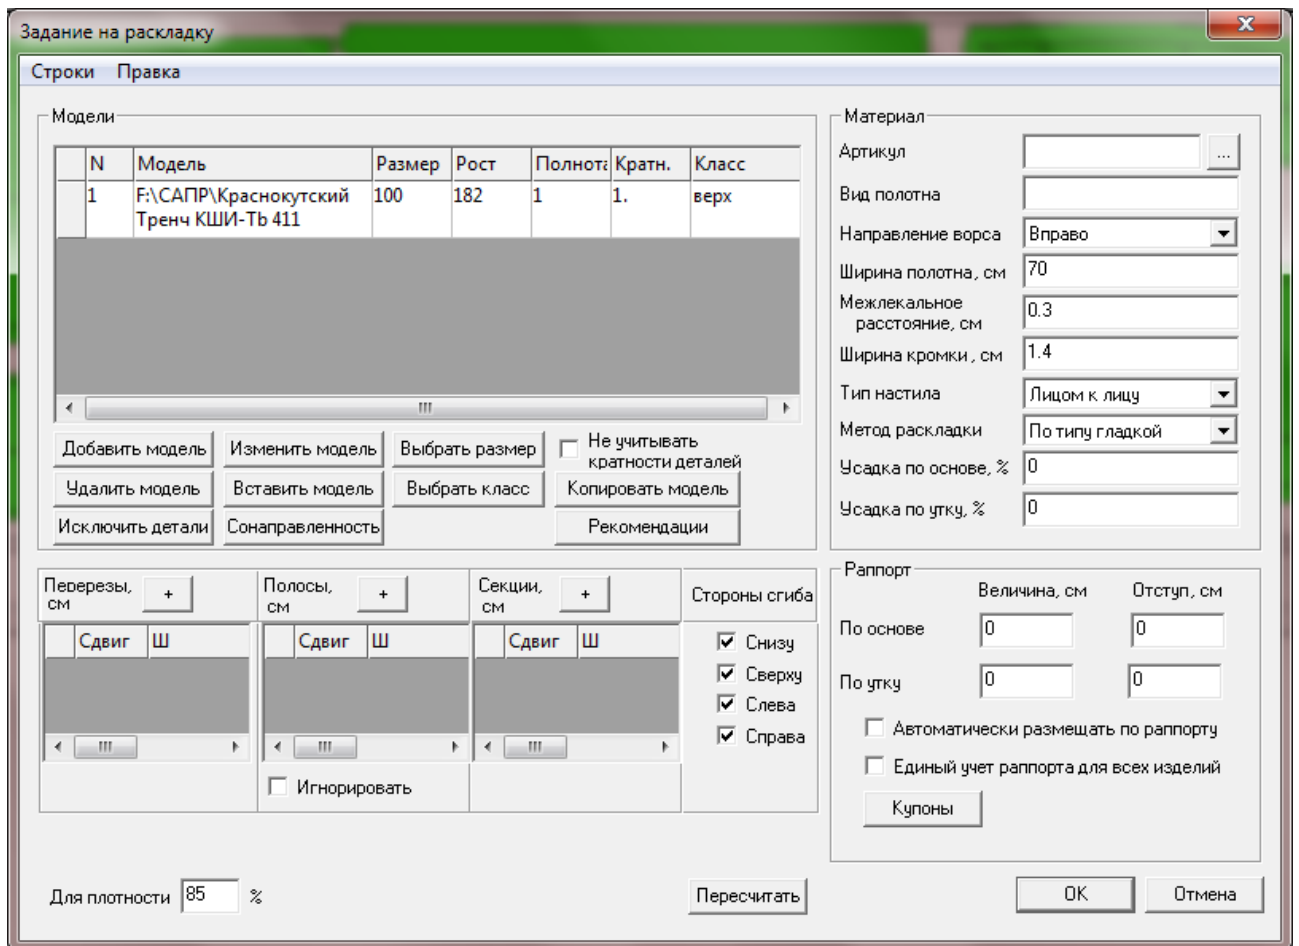 Задание на раскладку
Строки Правка
Модели
N Модель Размер Рост Полнота Кратн. Класс
1 F:\САПР\Краснокутский 100 182 1 1. верх
Тренч КШИ-Tb 411
Добавить модель Изменить модель Выбрать размер Не учитывать
кратности деталей
Удалить модель Вставить модель Выбрать класс Копировать модель
Исключить детали Сонаправленность Рекомендации
Материал
Артикул ...
Вид полотна
Направление ворса Вправо
Ширина полотна, см 70
Межлекальное
расстояние, см 0.3
Ширина кромки , см 1.4
Тип настила Лицом к лицу
Метод раскладки По типу гладкой
Усадка по основе, % 0
Усадка по утку, % 0
Перерезы, см +
Сдвиг Ш
Полосы, см +
Сдвиг Ш
Игнорировать
Секции, см +
Сдвиг Ш
Стороны сгиба
Снизу
Сверху
Слева
Справа
Раппорт
Величина, см Отступ, см
По основе 0 0
По утку 0 0
Автоматически размещать по раппорту
Единый учет раппорта для всех изделий
Купоны
Для плотности 85 %
Пересчитать
OK Отмена